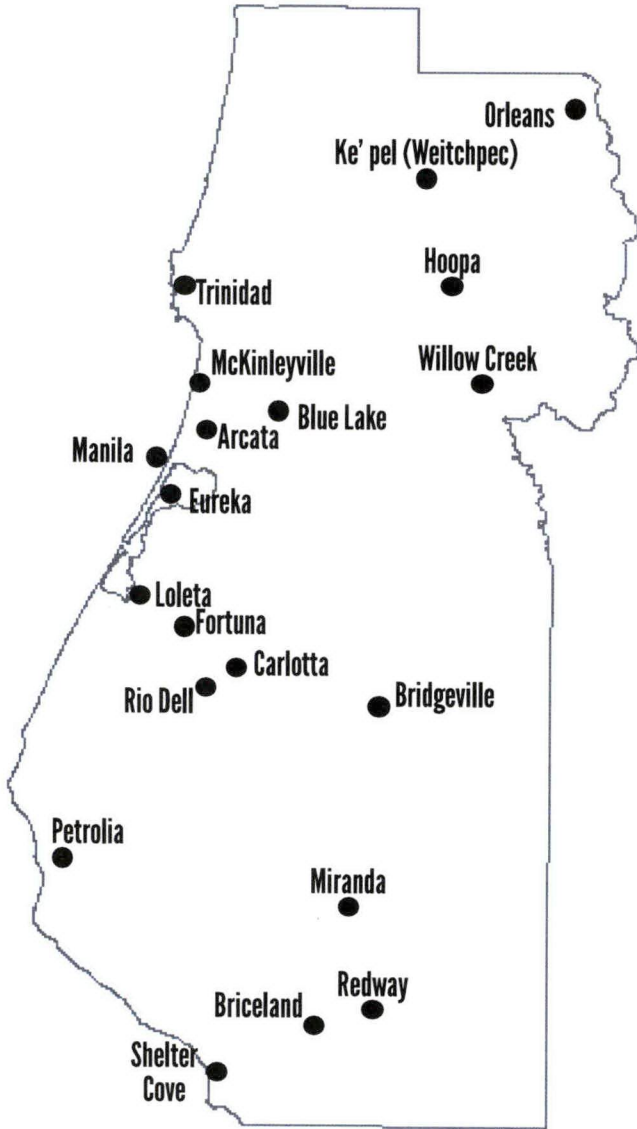 Orleans
Ke' pel (Weitchpec)
Hoopa
Trinidad
McKinleyville
Willow Creek
Blue Lake
Arcata
Manila
Eureka
Loleta
Fortuna
Carlotta
Rio Dell
Bridgeville
Petrolia
Miranda
Redway
Briceland
Shelter
Cove